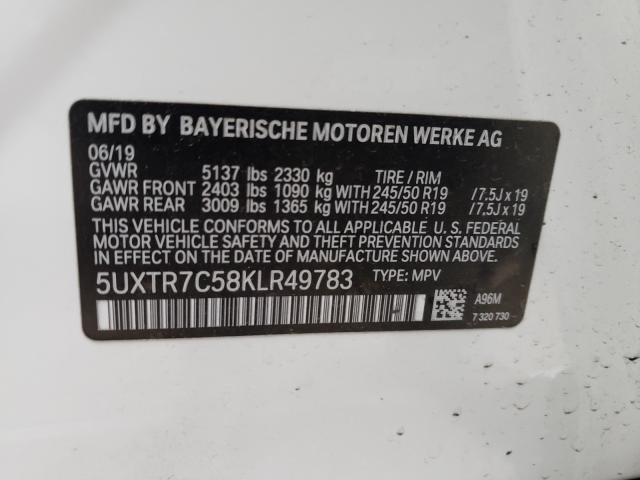 MFD BY BAYERISCHE MOTOREN WERKE AG
06/19
GVWR 5137 lbs 2330 kg TIRE / RIM
GAWR FRONT 2403 lbs 1090 kg WITH 245/50 R19 / 7.5J x 19
GAWR REAR 3009 lbs 1365 kg WITH 245/50 R19 / 7.5J x 19
THIS VEHICLE CONFORMS TO ALL APPLICABLE U. S. FEDERAL
MOTOR VEHICLE SAFETY AND THEFT PREVENTION STANDARDS
IN EFFECT ON THE DATE OF MANUFACTURE SHOWN ABOVE.
5UXTR7C58KLR49783 TYPE: MPV
A96M
7 320 730